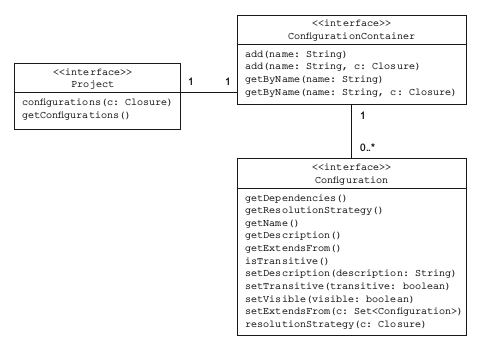 <<interface>>
Project
configurations(c: Closure)
getConfigurations()
1
1
<<interface>>
ConfigurationContainer
add(name: String)
add(name: String, c: Closure)
getByName(name: String)
getByName(name: String, c: Closure)
1
0..*
<<interface>>
Configuration
getDependencies()
getResolutionStrategy()
getName()
getDescription()
getExtendsFrom()
isTransitive()
setDescription(description: String)
setTransitive(transitive: boolean)
setVisible(visible: boolean)
setExtendsFrom(c: Set<Configuration>)
resolutionStrategy(c: Closure)